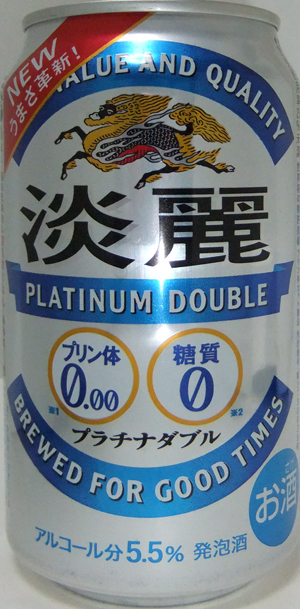 NEW
うまさ革新!
VALUE AND QUALITY
淡麗
PLATINUM DOUBLE
プリン体
0.00
※1
糖質
0
※2
プラチナダブル
BREWED FOR GOOD TIMES
お酒
アルコール分5.5% 発泡酒